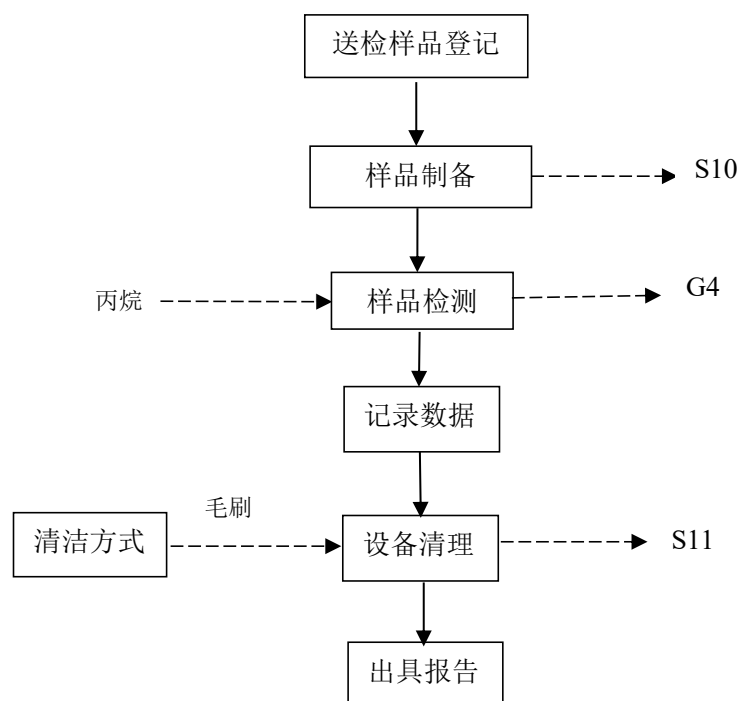 送检样品登记
样品制备
S10
丙烷
样品检测
G4
记录数据
清洁方式
毛刷
设备清理
S11
出具报告